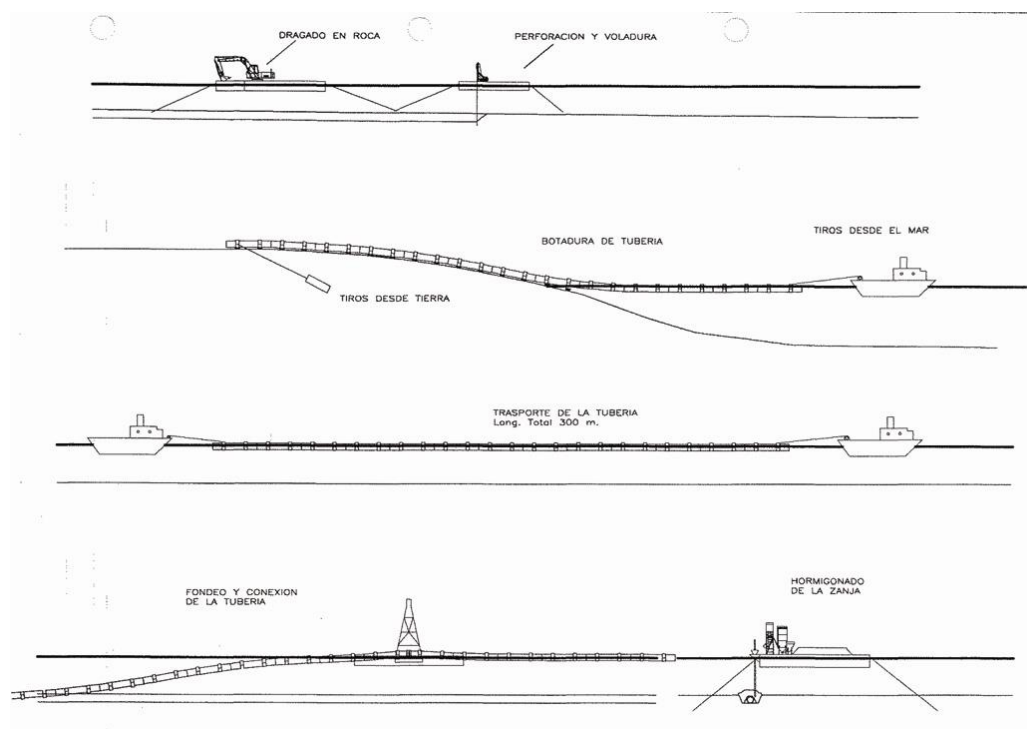 DRAGADO EN ROCA
PERFORACION Y VOLADURA
BOTADURA DE TUBERIA
TIROS DESDE EL MAR
TIROS DESDE TIERRA
TRASPORTE DE LA TUBERIA
Long. Total 300 m.
FONDEO Y CONEXION
DE LA TUBERIA
HORMIGONADO
DE LA ZANJA